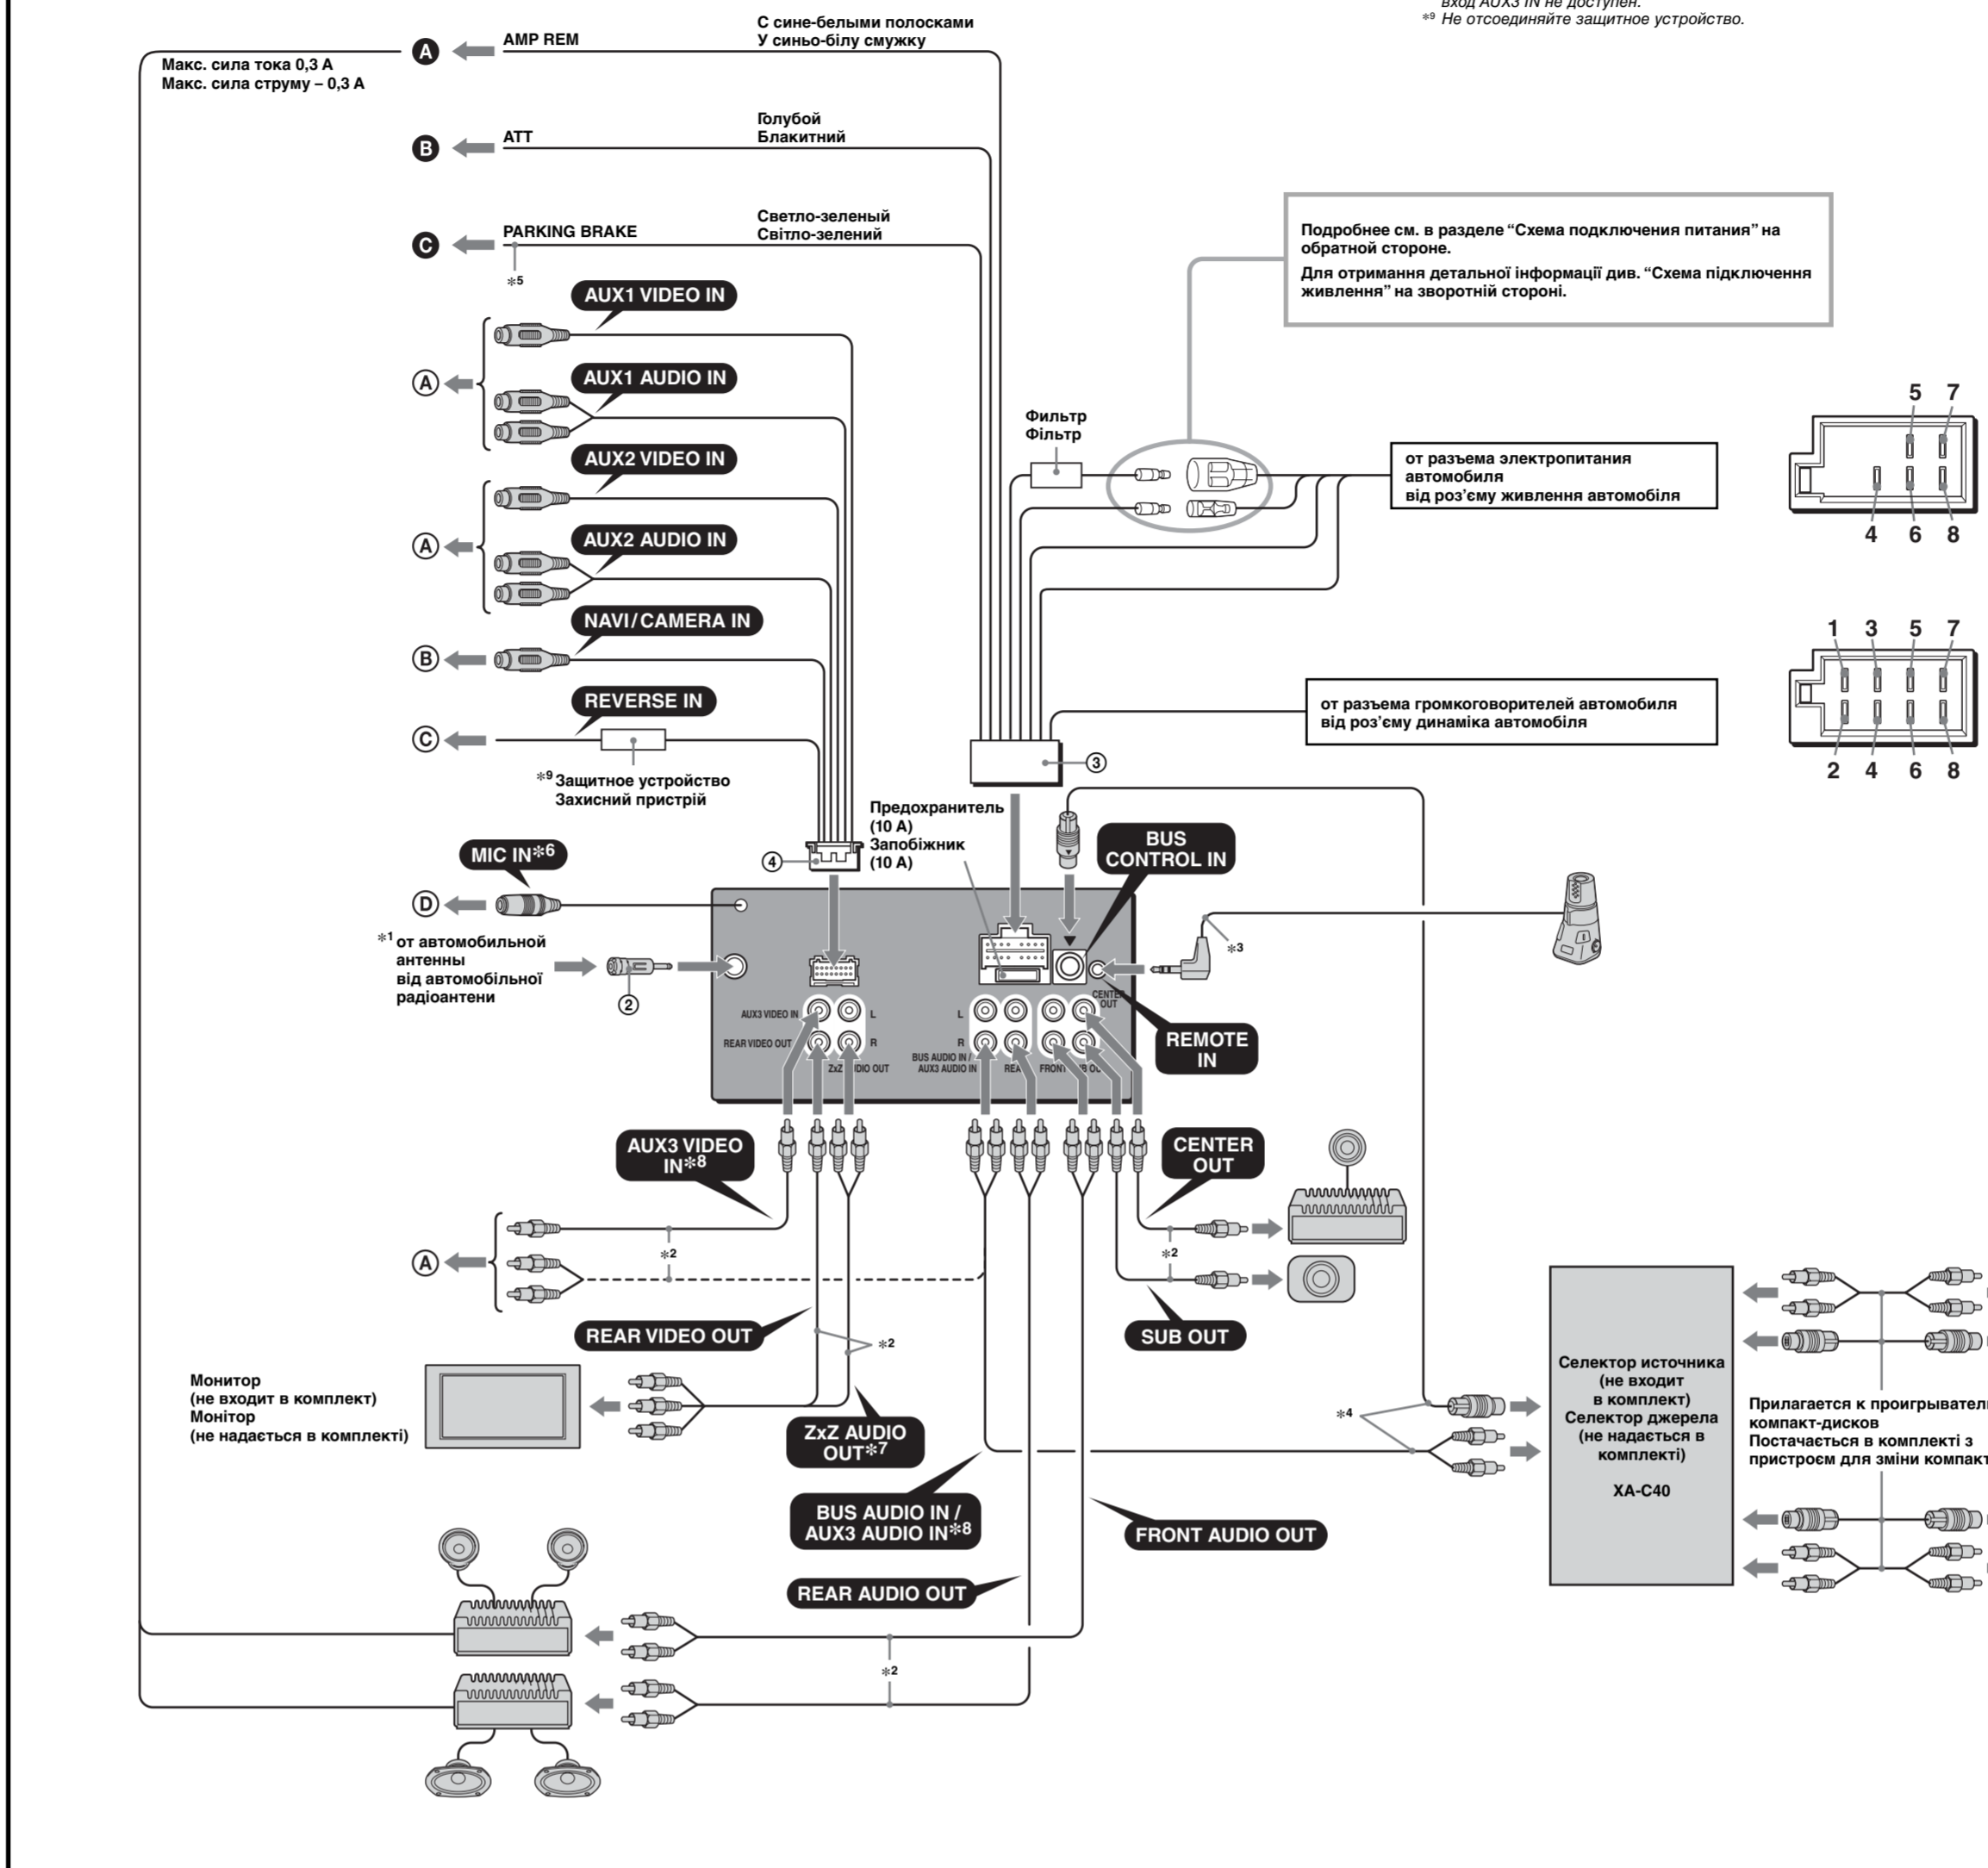 вход AUX3 IN не доступен.
*9 Не отсоединяйте защитное устройство.
С сине-белыми полосками
У синьо-білу смужку
A
AMP REM
Макс. сила тока 0,3 A
Макс. сила струму – 0,3 A
Голубой
Блакитний
B
ATT
Светло-зеленый
Світло-зелений
C
PARKING BRAKE
*5
Подробнее см. в разделе “Схема подключения питания” на
обратной стороне.
Для отримання детальної інформації див. “Схема підключення
живлення” на зворотній стороні.
AUX1 VIDEO IN
A
AUX1 AUDIO IN
AUX2 VIDEO IN
A
AUX2 AUDIO IN
NAVI/CAMERA IN
B
REVERSE IN
C
*9 Защитное устройство
Захисний пристрій
Фильтр
Фільтр
от разъема электропитания
автомобиля
від роз’єму живлення автомобіля
5 7
4 6 8
от разъема громкоговорителей автомобиля
від роз’єму динаміка автомобіля
1 3 5 7
2 4 6 8
3
Предохранитель
(10 A)
Запобіжник
(10 A)
4
MIC IN*6
D
BUS
CONTROL IN
*1 от автомобильной
антенны
від автомобільної
радіоантени
2
*3
CENTER
OUT
AUX3 VIDEO IN
L
L
REAR VIDEO OUT
R
R
BUS AUDIO IN /
AUX3 AUDIO IN
REMOTE
IN
AUX3 VIDEO
IN*8
CENTER
OUT
A
*2
*2
REAR VIDEO OUT
*2
SUB OUT
Монитор
(не входит в комплект)
Монітор
(не надається в комплекті)
ZxZ AUDIO
OUT*7
*4
Селектор источника
(не входит
в комплект)
Селектор джерела
(не надається в
комплекті)
XA-C40
Прилагается к
компакт-дисков
Постачається в комплекті з
пристроєм для зміни
BUS AUDIO IN /
AUX3 AUDIO IN*8
FRONT AUDIO OUT
REAR AUDIO OUT
*2